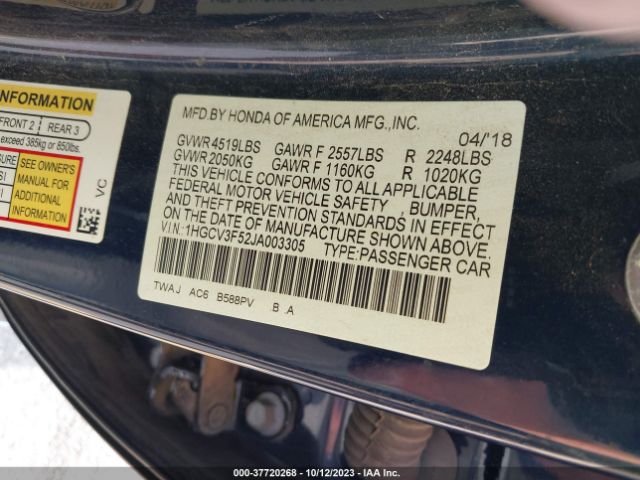 NFORMATION
FRONT 2 REAR 3
exceed 385kg or 850lbs.
SEE OWNER'S
MANUAL FOR
ADDITIONAL
INFORMATION
VC
MFD.BY HONDA OF AMERICA MFG.,INC.
04/'18
GVWR 4519LBS GAWR F 2557LBS R 2248LBS
GVWR 2050KG GAWR F 1160KG R 1020KG
THIS VEHICLE CONFORMS TO ALL APPLICABLE
FEDERAL MOTOR VEHICLE SAFETY , BUMPER,
AND THEFT PREVENTION STANDARDS IN EFFECT
ON THE DATE OF MANUFACTURE SHOWN ABOVE.
V.I.N:1HGCV3F52JA003305 TYPE:PASSENGER CAR
TWAJ AC6 B588PV .B .A
000-37720268 - 10/12/2023 - IAA Inc.